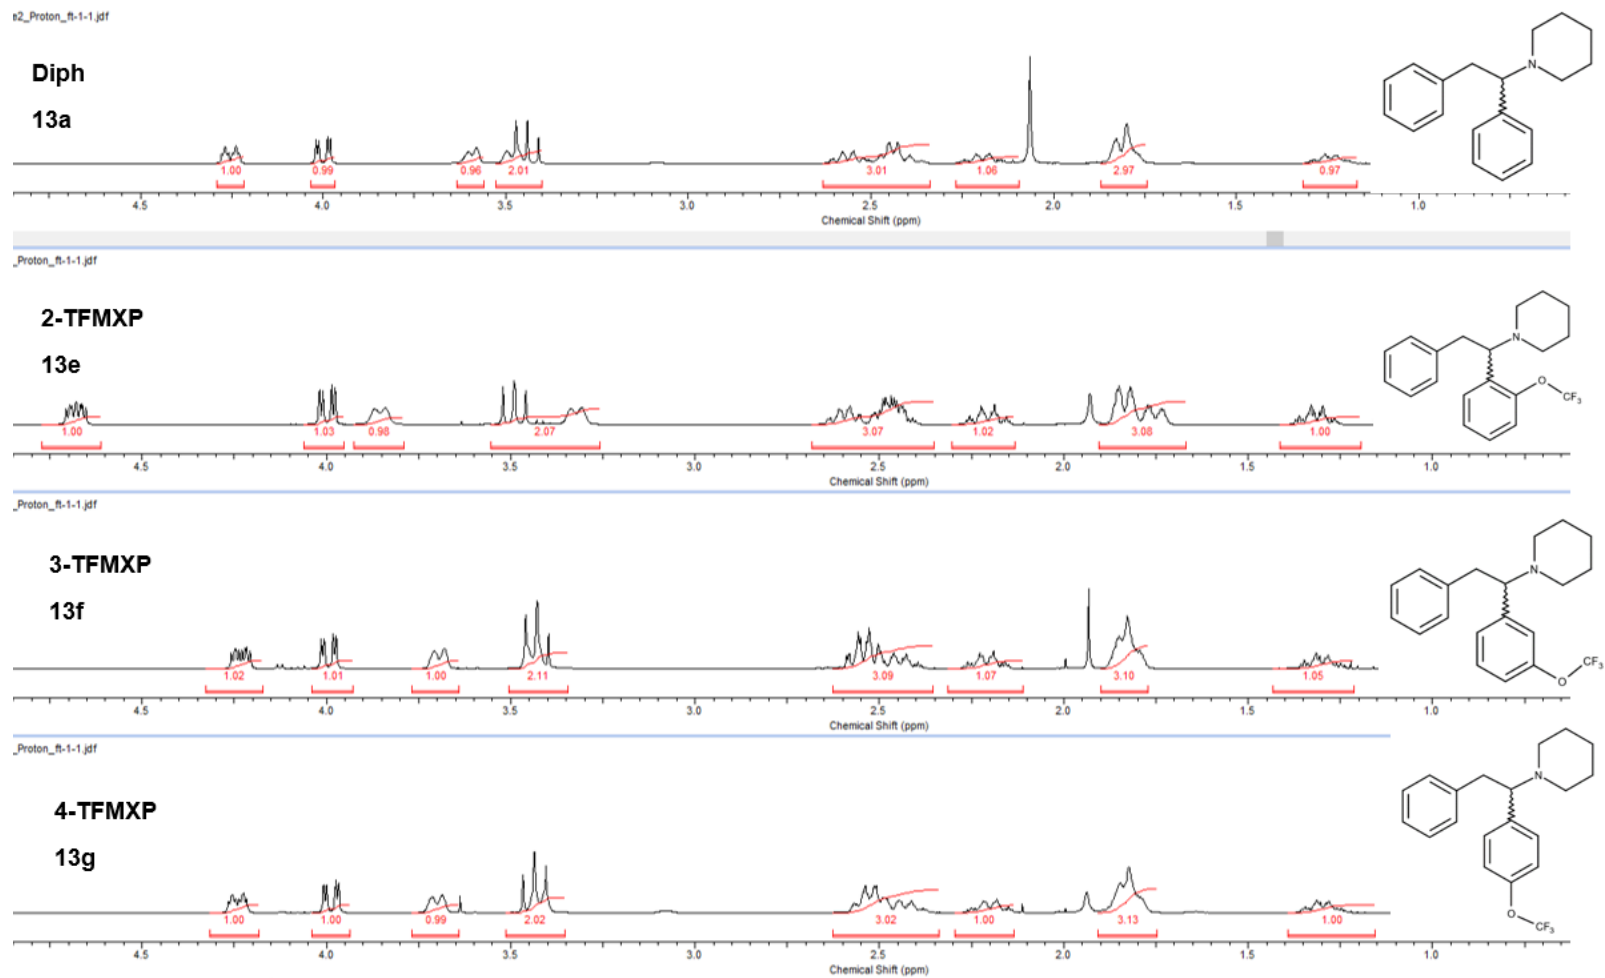 e2_Proton_ft-1-1.jdf
Diph
13a
N
1.00 0.99 0.96 2.01 3.01 1.06 2.97 0.97
4.5 4.0 3.5 3.0 2.5 2.0 1.5 1.0
Chemical Shift (ppm)
_Proton_ft-1-1.jdf
2-TFMXP
13e
N
O
CF3
1.00 1.03 0.98 2.07 3.07 1.02 3.08 1.00
4.5 4.0 3.5 3.0 2.5 2.0 1.5 1.0
Chemical Shift (ppm)
_Proton_ft-1-1.jdf
3-TFMXP
13f
N
O
CF3
1.02 1.01 1.00 2.11 3.09 1.07 3.10 1.05
4.5 4.0 3.5 3.0 2.5 2.0 1.5 1.0
Chemical Shift (ppm)
_Proton_ft-1-1.jdf
4-TFMXP
13g
N
O
CF3
1.00 1.00 0.99 2.02 3.02 1.00 3.13 1.00
4.5 4.0 3.5 3.0 2.5 2.0 1.5 1.0
Chemical Shift (ppm)